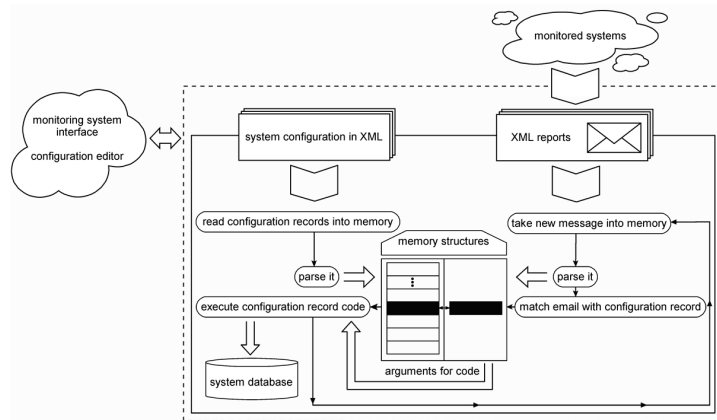 monitored systems
monitoring system
interface
configuration editor
system configuration in XML
XML reports
read configuration records into memory
take new message into memory
memory structures
parse it
parse it
execute configuration record code
match email with configuration record
arguments for code
system database